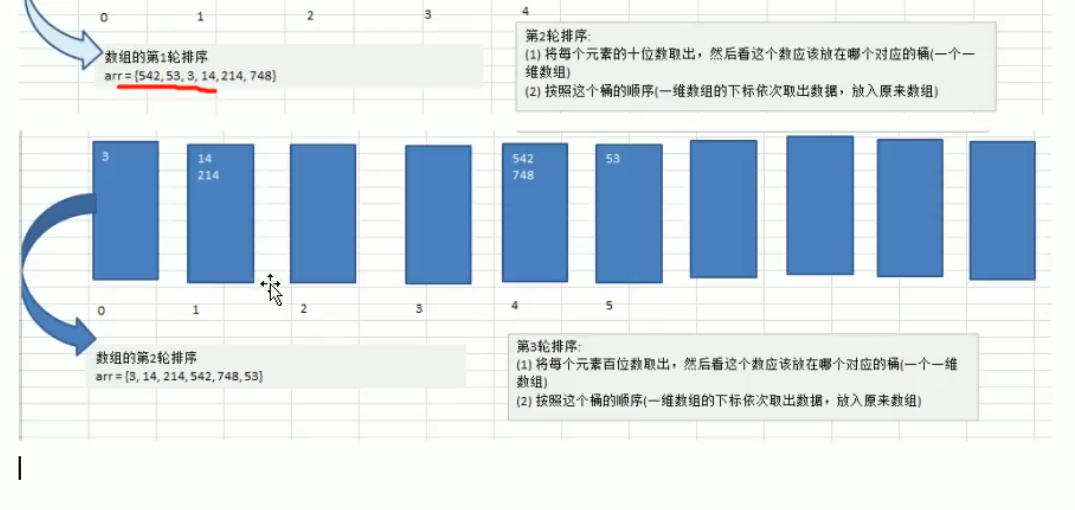 0 1 2 3 4
数组的第1轮排序
arr = {542, 53, 3, 14, 214, 748}
第2轮排序:
(1) 将每个元素的十位数取出，然后看这个数应该放在哪个对应的桶(一个一
维数组)
(2) 按照这个桶的顺序(一维数组的下标依次取出数据，放入原来数组)
3 14 542 53
214 748
0 1 2 3 4 5
数组的第2轮排序
arr = {3, 14, 214, 542, 748, 53}
第3轮排序:
(1) 将每个元素百位数取出，然后看这个数应该放在哪个对应的桶(一个一维
数组)
(2) 按照这个桶的顺序(一维数组的下标依次取出数据，放入原来数组)